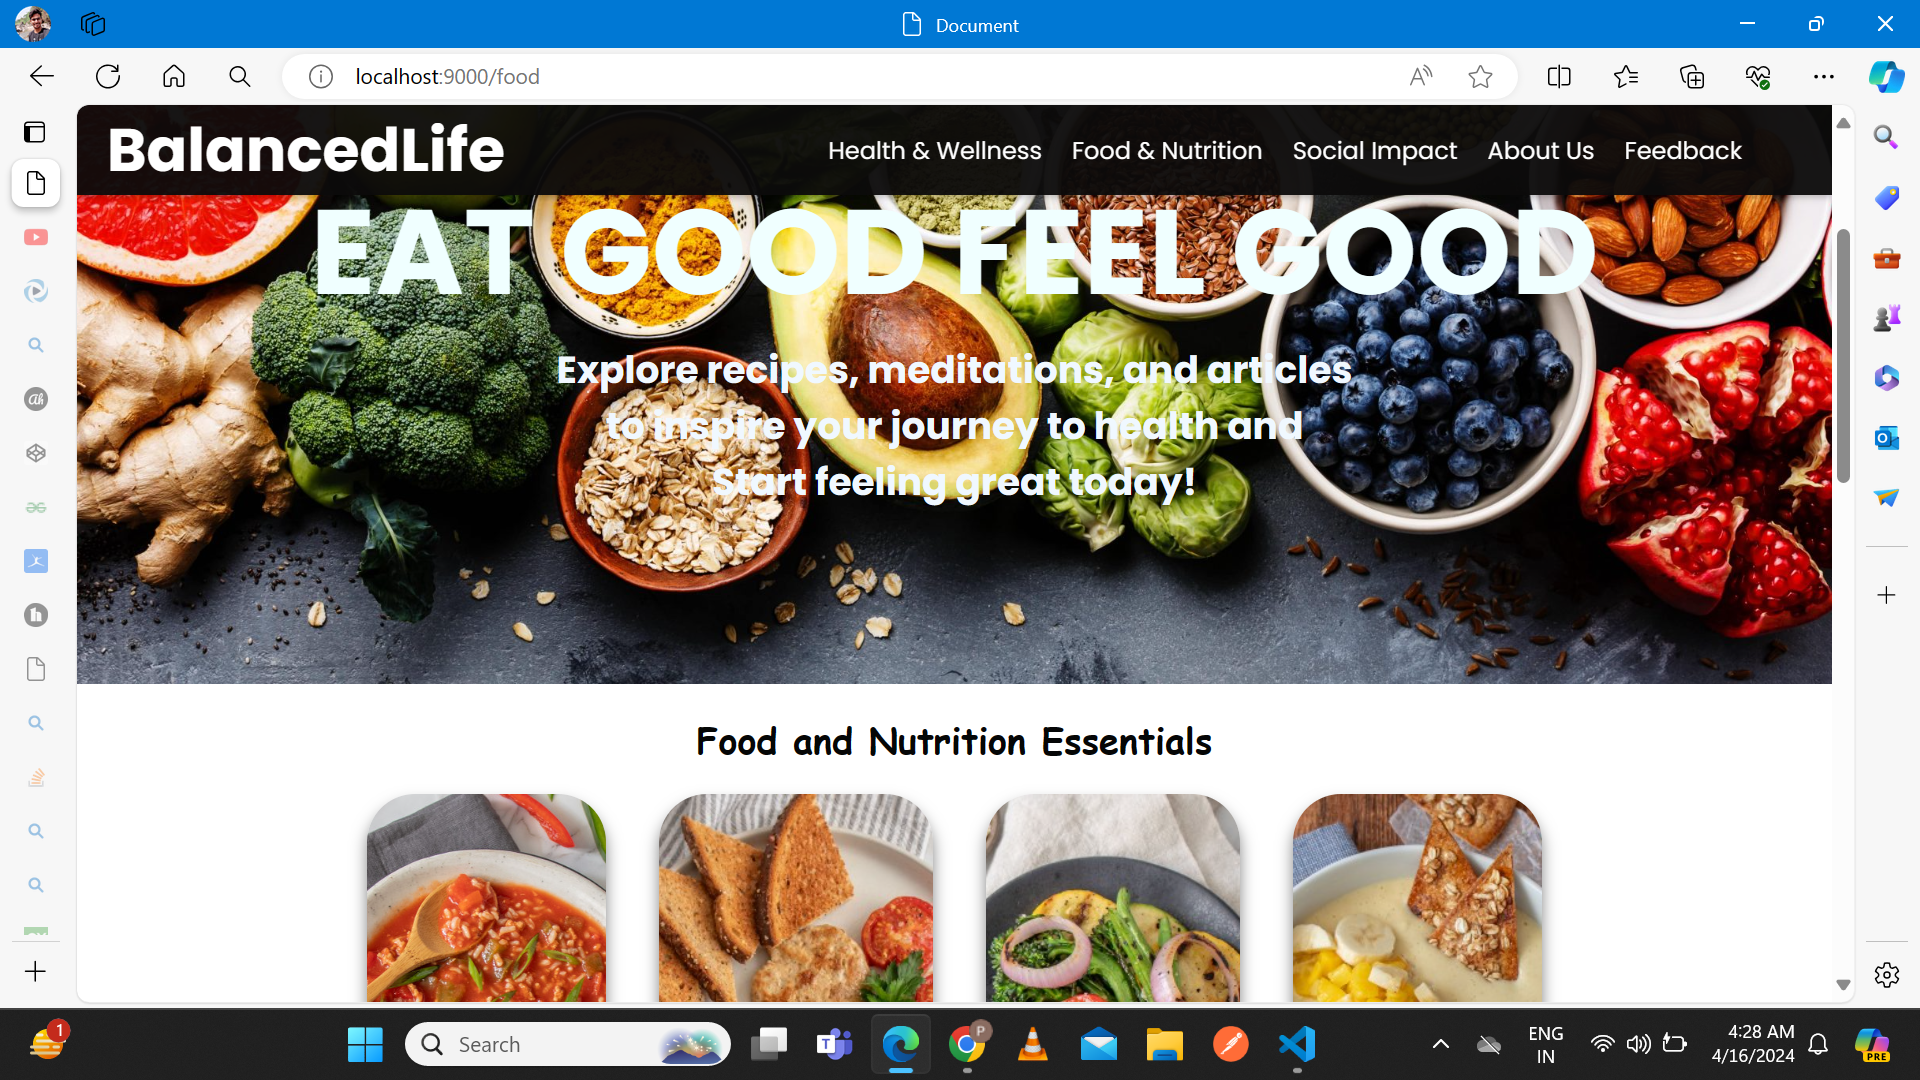 Document
localhost:9000/food
BalancedLife
Health & Wellness Food & Nutrition Social Impact About Us Feedback
EAT GOOD FEEL GOOD
Explore recipes, meditations, and articles
to inspire your journey to health and
Start feeling great today!
Food and Nutrition Essentials
1
Search
P
ENG
IN
4:28 AM
4/16/2024
PRE